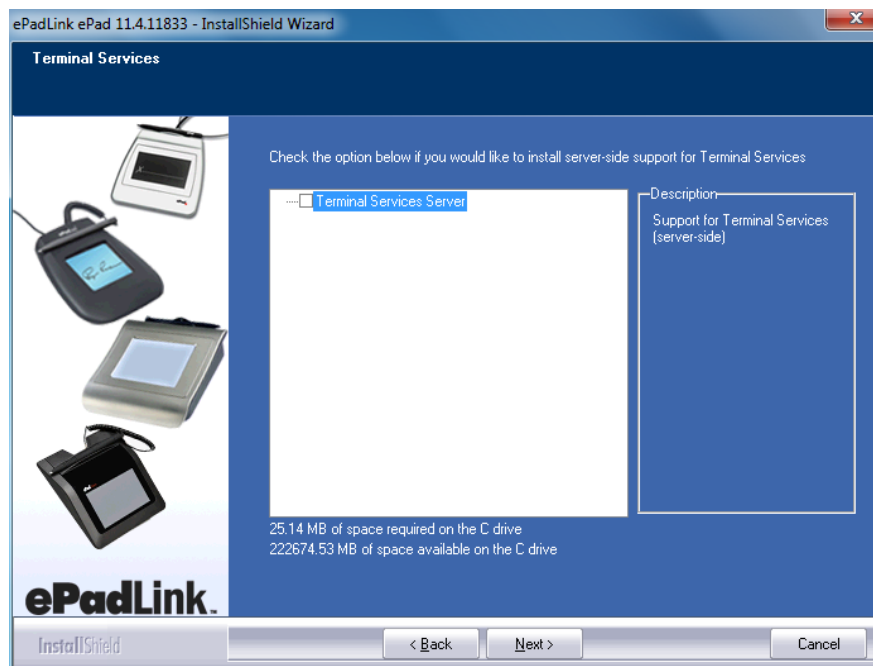 ePadLink ePad 11.4.11833 - InstallShield Wizard
Terminal Services
Check the option below if you would like to install server-side support for Terminal Services
Terminal Services Server
Description
Support for Terminal Services
(server-side)
25.14 MB of space required on the C drive
222674.53 MB of space available on the C drive
ePadLink™
InstallShield
< Back
Next >
Cancel